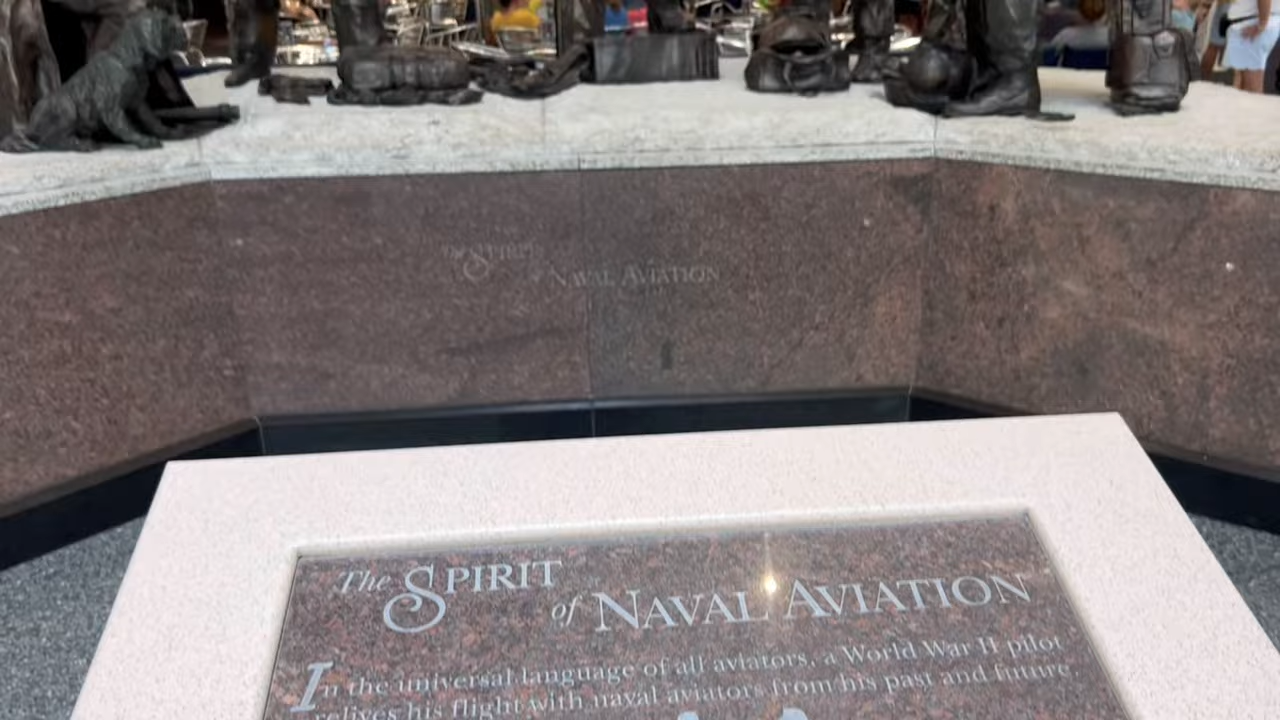 The SPIRIT
of NAVAL AVIATION
The SPIRIT
of NAVAL AVIATION
In the universal language of all aviators, a World War II pilot
relives his flight with naval aviators from his past and future.